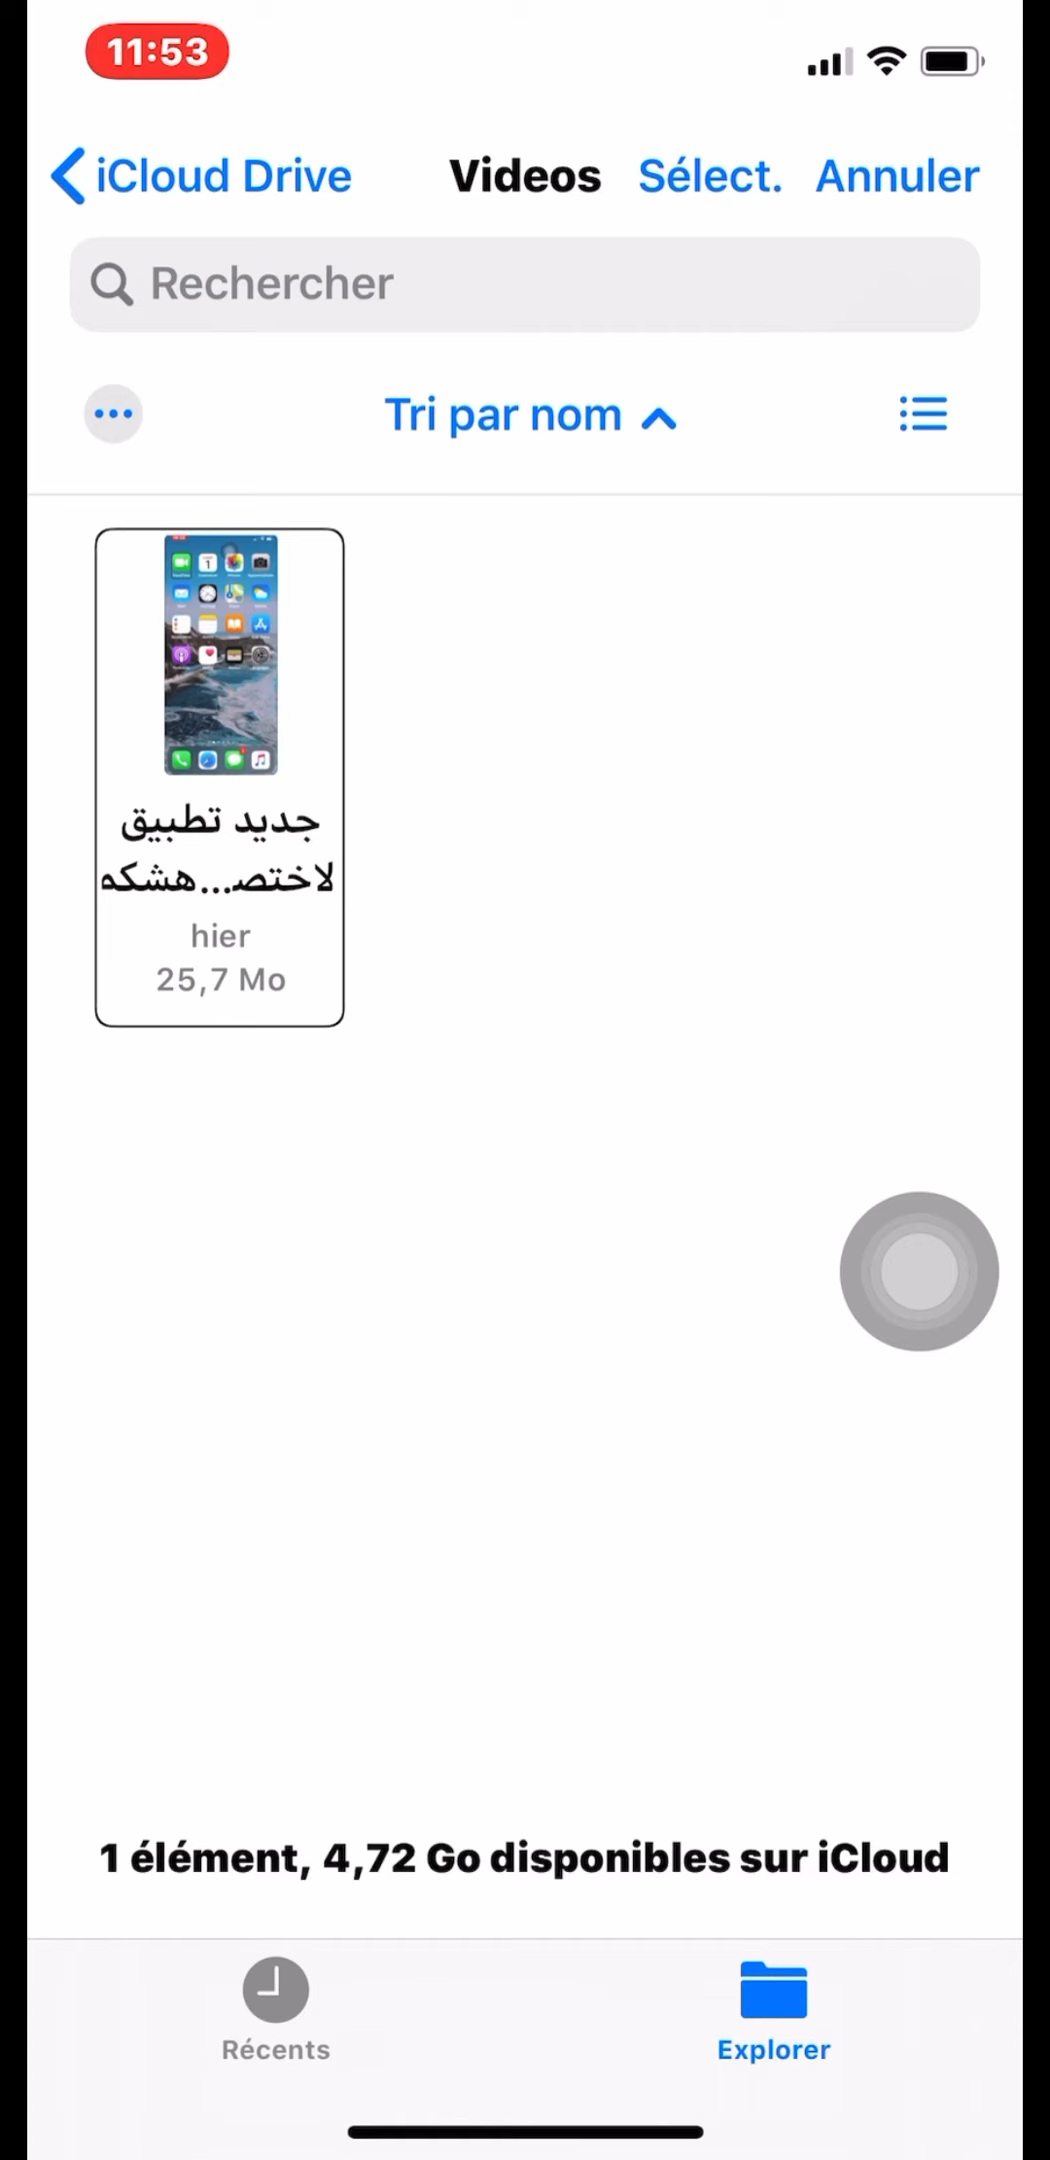 11:53
iCloud Drive Videos Sélect. Annuler
Rechercher
Tri par nom
جديد تطبيق
لاختص...هشكه
hier
25,7 Mo
1 élément, 4,72 Go disponibles sur iCloud
Récents Explorer